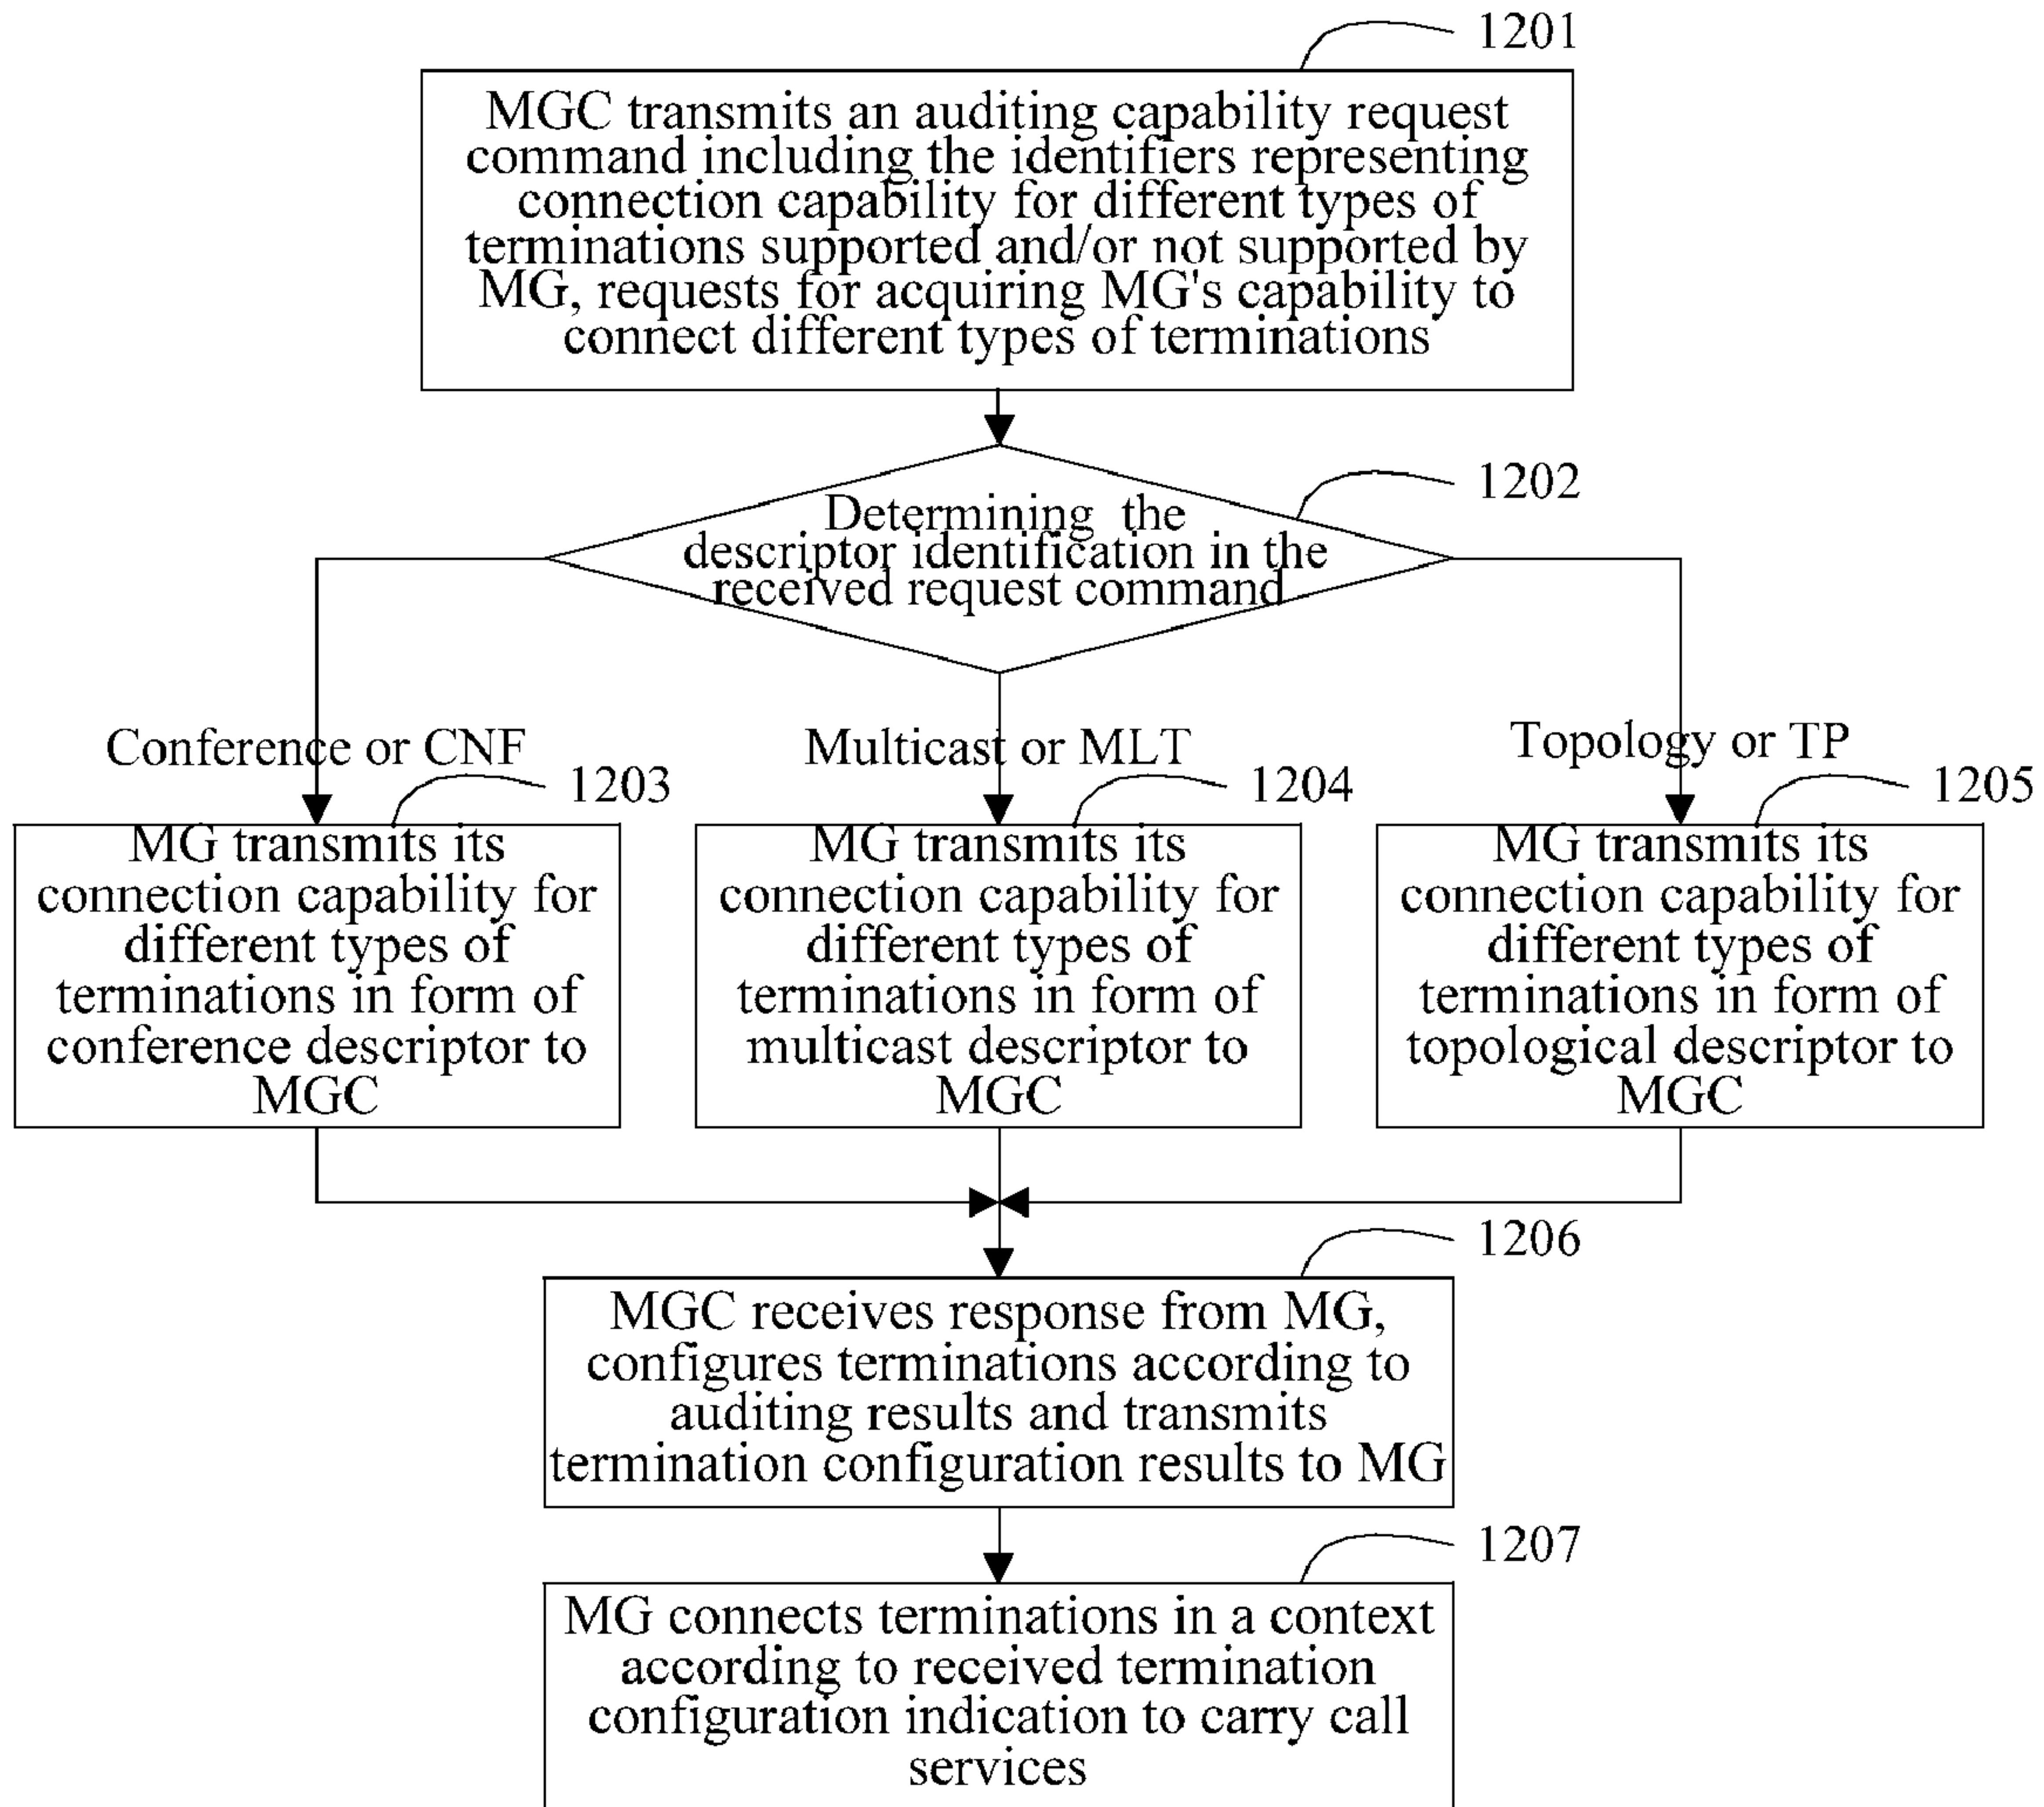 1201
MGC transmits an auditing capability request
command including the identifiers representing
connection capability for different types of
terminations supported and/or not supported by
MG, requests for acquiring MG's capability to
connect different types of terminations
1202
Determining the
descriptor identification in the
received request command
Conference or CNF
1203
MG transmits its
connection capability for
different types of
terminations in form of
conference descriptor to
MGC
Multicast or MLT
1204
MG transmits its
connection capability for
different types of
terminations in form of
multicast descriptor to
MGC
Topology or TP
1205
MG transmits its
connection capability for
different types of
terminations in form of
topological descriptor to
MGC
1206
MGC receives response from MG,
configures terminations according to
auditing results and transmits
termination configuration results to MG
1207
MG connects terminations in a context
according to received termination
configuration indication to carry call
services